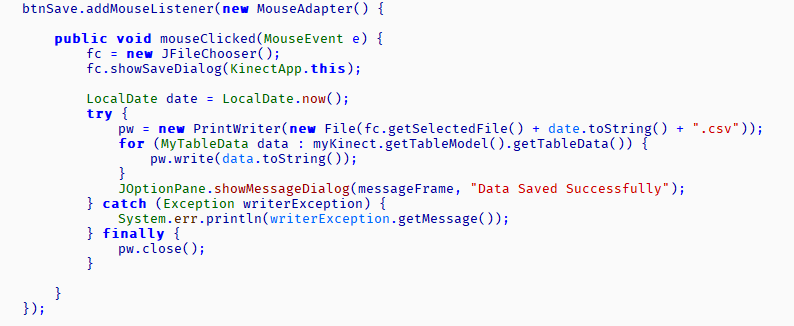 btnSave.addMouseListener(new MouseAdapter() {
public void mouseClicked(MouseEvent e) {
fc = new JFileChooser();
fc.showSaveDialog(KinectApp.this);
LocalDate date = LocalDate.now();
try {
pw = new PrintWriter(new File(fc.getSelectedFile() + date.toString() + ".csv"));
for (MyTableData data : myKinect.getTableModel().getTableData()) {
pw.write(data.toString());
}
JOptionPane.showMessageDialog(messageFrame, "Data Saved Successfully");
} catch (Exception writerException) {
System.err.println(writerException.getMessage());
} finally {
pw.close();
}
}
});